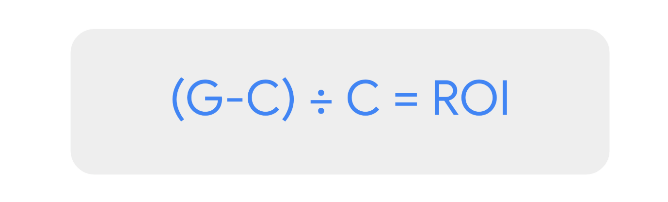 (G-C) ÷ C = ROI